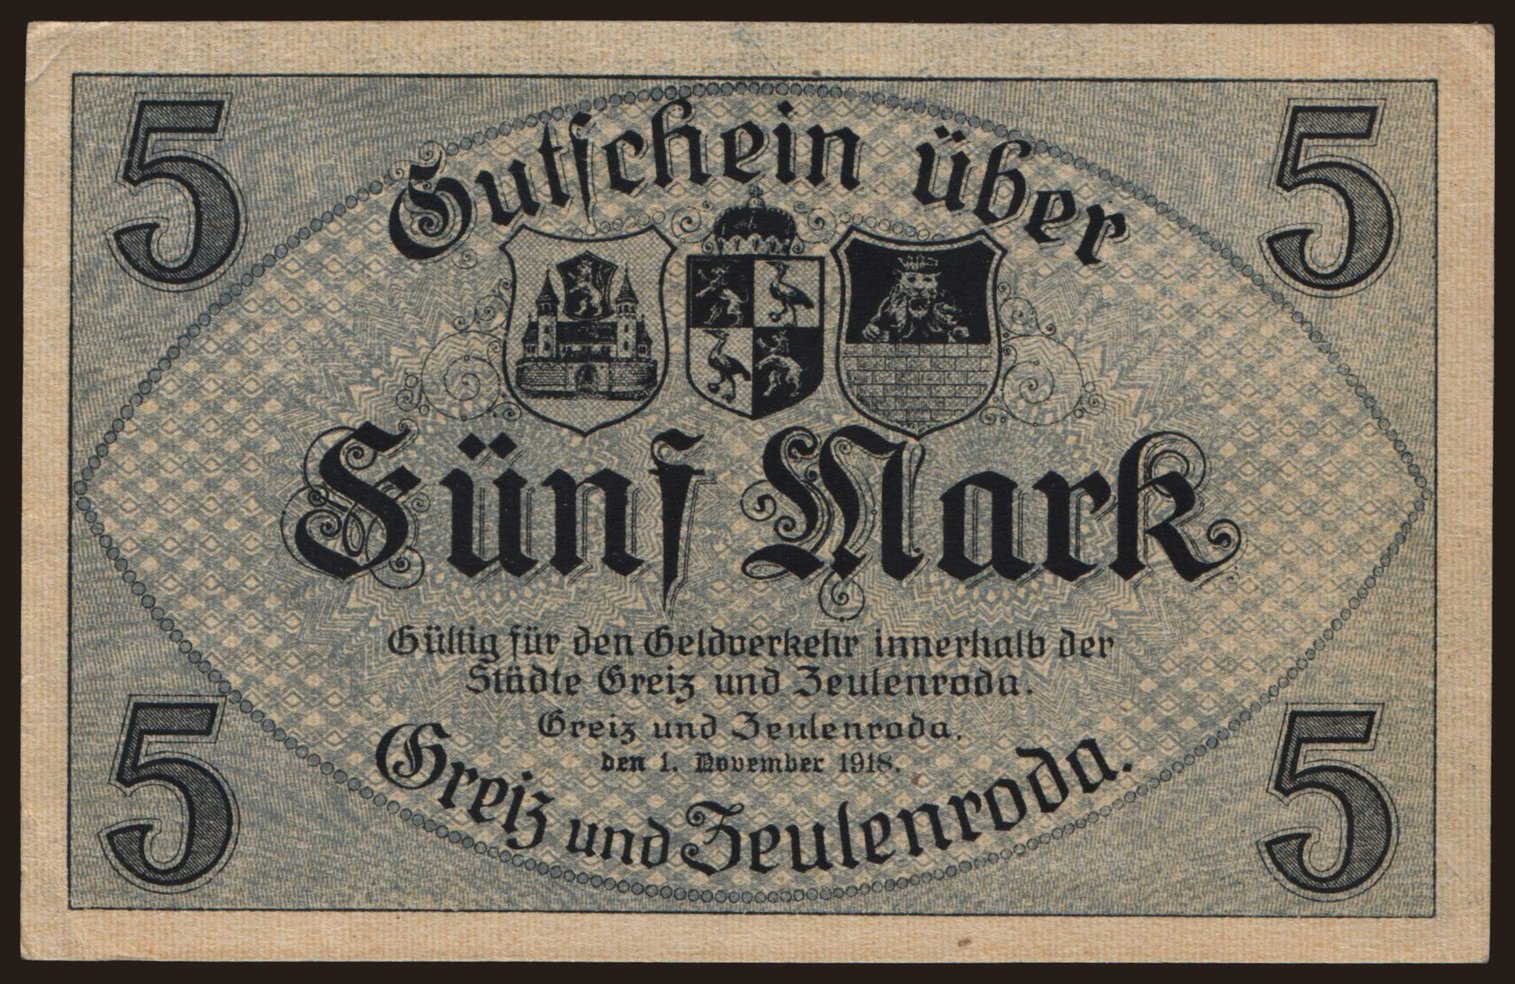 5 5
Gutschein über
Fünf Mark
Gültig für den Geldverkehr innerhalb der
Städte Greiz und Zeulenroda.
Greiz und Zeulenroda,
den 1. November 1918.
Greiz und Zeulenroda.
5 5